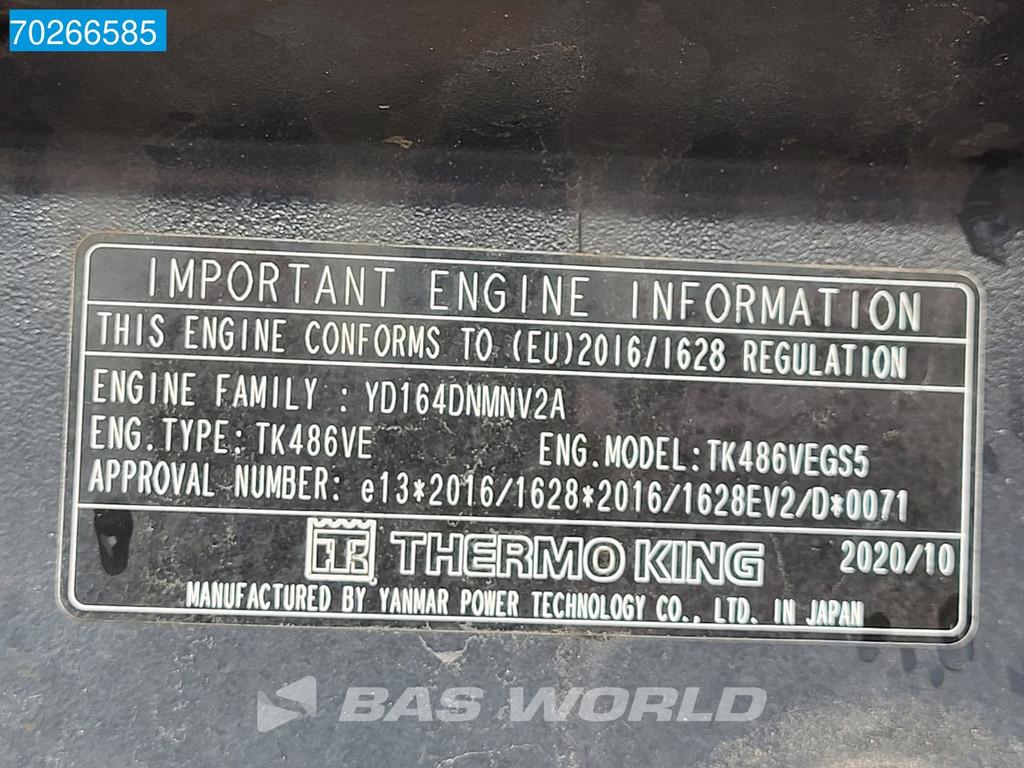 70266585
IMPORTANT ENGINE INFORMATION
THIS ENGINE CONFORMS TO (EU)2016/1628 REGULATION
ENGINE FAMILY : YD164DNMNV2A
ENG.TYPE: TK486VE ENG.MODEL: TK486VEGS5
APPROVAL NUMBER: e13*2016/1628*2016/1628EV2/D*0071
TK THERMO KING 2020/10
MANUFACTURED BY YANMAR POWER TECHNOLOGY CO., LTD. IN JAPAN
BAS WORLD